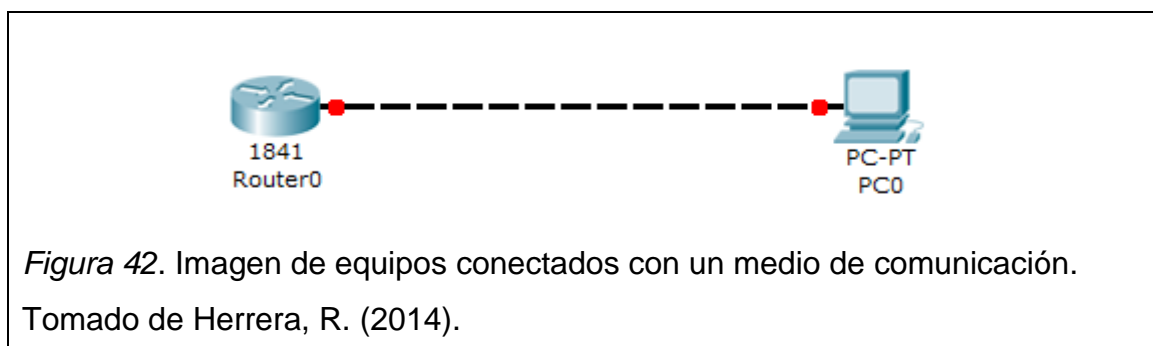 1841
Router0
PC-PT
PC0
Figura 42. Imagen de equipos conectados con un medio de comunicación.
Tomado de Herrera, R. (2014).